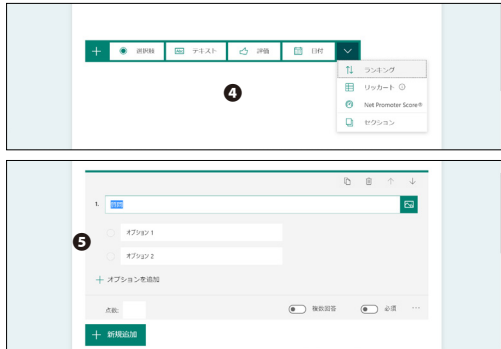 + 選択肢 テキスト 評価 日付
ランキング
リッカート
Net Promoter Score®
セクション
❹
❺
1. 質問
オプション 1
オプション 2
+ オプションを追加
点数: 複数回答 必須 …
+ 新規追加